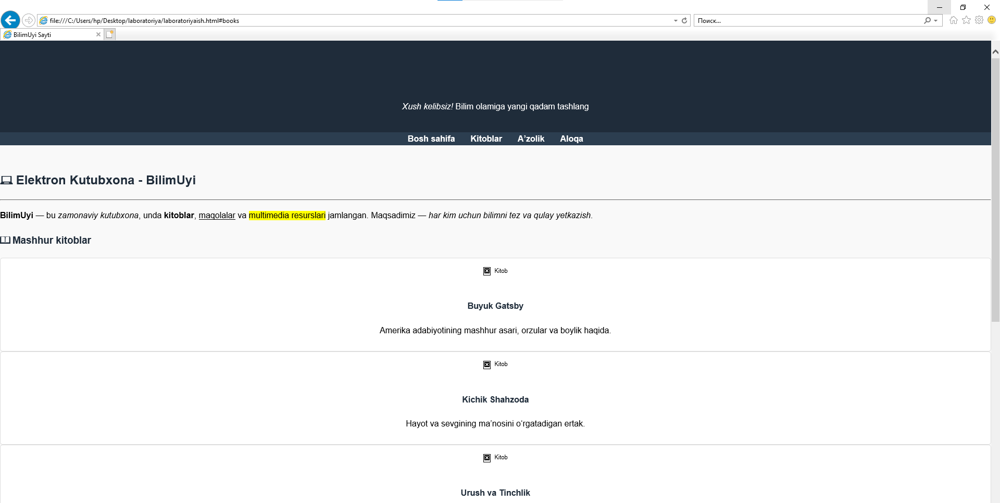 file:///C:/Users/hp/Desktop/laboratoriya/laboratoriyaish.html#books
Поиск...
BilimUyi Sayti
Xush kelibsiz! Bilim olamiga yangi qadam tashlang
Bosh sahifa Kitoblar A’zolik Aloqa
Elektron Kutubxona - BilimUyi
BilimUyi — bu zamonaviy kutubxona, unda kitoblar, maqolalar va multimedia resurslari jamlangan. Maqsadimiz — har kim uchun bilimni tez va qulay yetkazish.
Mashhur kitoblar
Kitob
Buyuk Gatsby
Amerika adabiyotining mashhur asari, orzular va boylik haqida.
Kitob
Kichik Shahzoda
Hayot va sevgining ma’nosini o‘rgatadigan ertak.
Kitob
Urush va Tinchlik